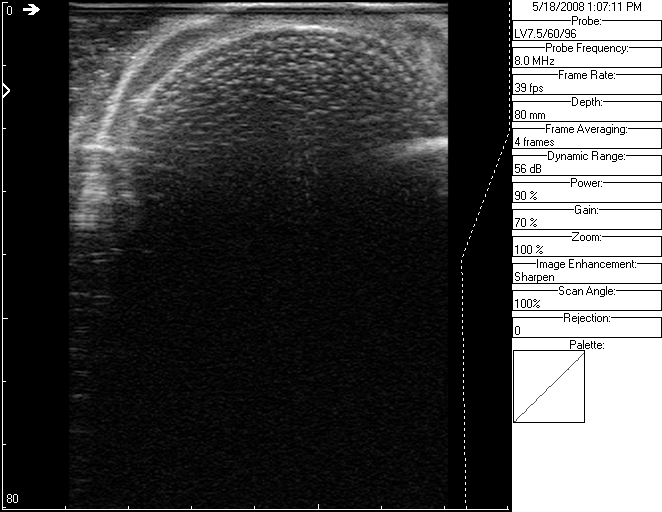 0
80
5/18/2008 1:07:11 PM
Probe:
LV7.5/60/96
Probe Frequency:
8.0 MHz
Frame Rate:
39 fps
Depth:
80 mm
Frame Averaging:
4 frames
Dynamic Range:
56 dB
Power:
90 %
Gain:
70 %
Zoom:
100 %
Image Enhancement:
Sharpen
Scan Angle:
100%
Rejection:
0
Palette: